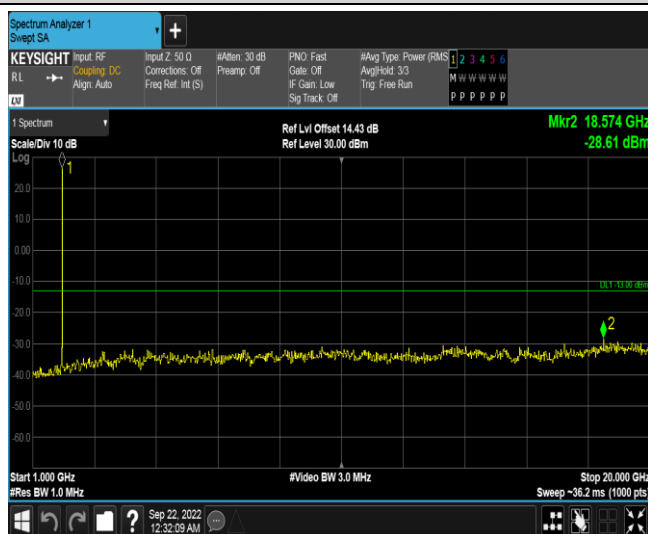 Spectrum Analyzer 1
Swept SA
+
KEYSIGHT
RL
LXI
Input: RF
Coupling: DC
Align: Auto
Input Z: 50 Ω
Corrections: Off
Freq Ref: Int (S)
#Atten: 30 dB
Preamp: Off
PNO: Fast
Gate: Off
IF Gain: Low
Sig Track: Off
#Avg Type: Power (RMS
Avg|Hold: 3/3
Trig: Free Run
1 2 3 4 5 6
M W W W W W
P P P P P P
1 Spectrum
Scale/Div 10 dB
Ref Lvl Offset 14.43 dB
Ref Level 30.00 dBm
Mkr2 18.574 GHz
-28.61 dBm
Log
1
20.0
10.0
0.00
-10.0
DL1 -13.00 dBm
2
-20.0
-30.0
-40.0
-50.0
-60.0
Start 1.000 GHz
#Video BW 3.0 MHz
Stop 20.000 GHz
#Res BW 1.0 MHz
Sweep ~36.2 ms (1000 pts)
?
Sep 22, 2022
12:32:09 AM